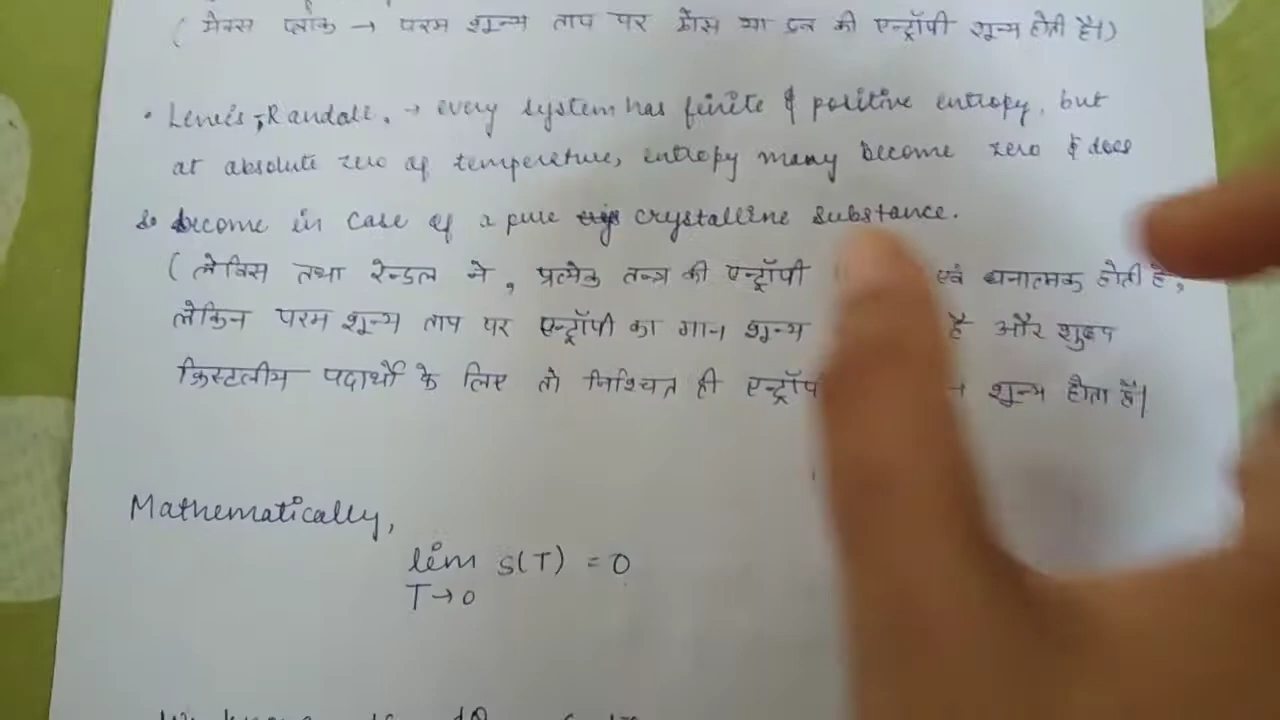 ( मेक्स प्लांक → परम शून्य ताप पर ठोस या द्रव की एन्ट्रॉपी शून्य होती है।)
• Lewis, Randall. → every system has finite & positive entropy, but
at absolute zero of temperature, entropy many become zero & does
so become in case of a pure crystalline substance.
( लेविस तथा रेन्डल ने, प्रत्येक तन्त्र की एन्ट्रॉपी एवं धनात्मक होती है,
लेकिन परम शून्य ताप पर एन्ट्रॉपी का मान शून्य है और शुद्ध
क्रिस्टलीय पदार्थो के लिए तो निश्चित ही शून्य होता है।
Mathematically,
lim S(T) = 0
T→0